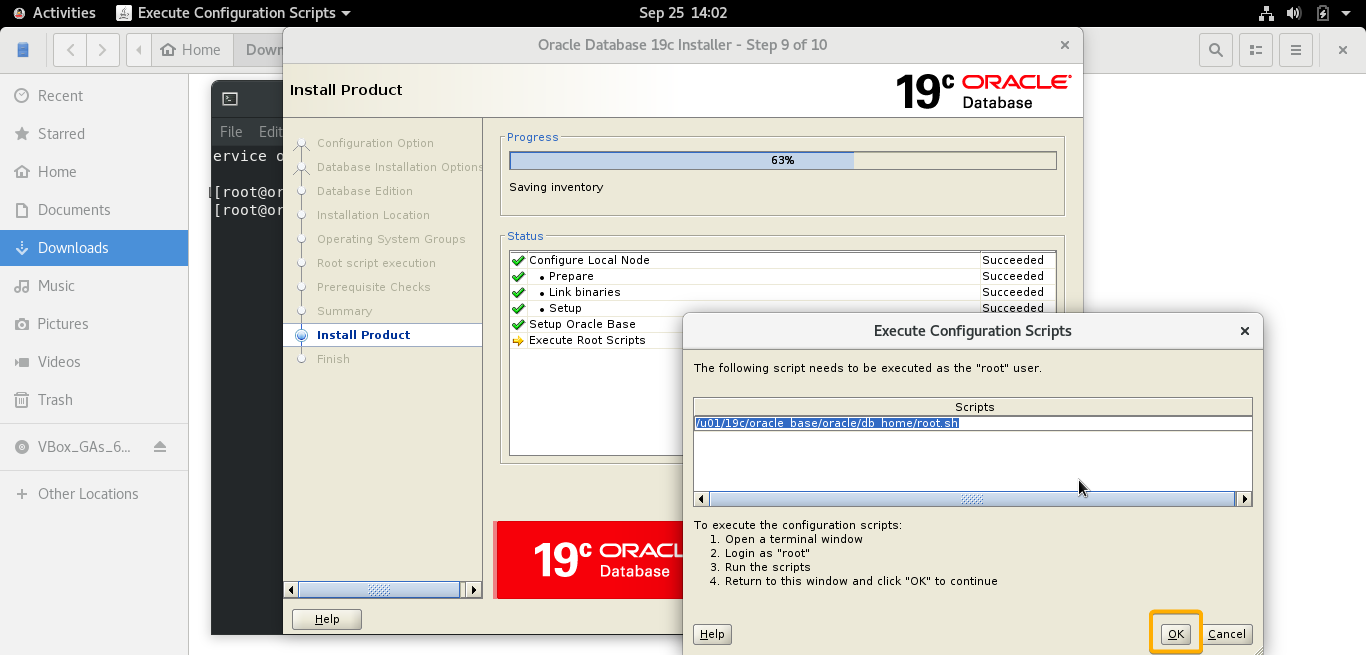 Activities
Execute Configuration Scripts
Sep 25 14:02
Home
Down
Recent
Starred
Home
Documents
Downloads
Music
Pictures
Videos
Trash
VBox_GAs_6...
Other Locations
File Edit
ervice o
[root@or
[root@or
Oracle Database 19c Installer - Step 9 of 10
Install Product
19c ORACLE
Database
Configuration Option
Database Installation Options
Database Edition
Installation Location
Operating System Groups
Root script execution
Prerequisite Checks
Summary
Install Product
Finish
Progress
63%
Saving inventory
Status
Configure Local Node Succeeded
• Prepare Succeeded
• Link binaries Succeeded
• Setup Succeeded
Setup Oracle Base
Execute Root Scripts
19c ORACL
Database
Help
Execute Configuration Scripts
The following script needs to be executed as the "root" user.
Scripts
/u01/19c/oracle_base/oracle/db_home/root.sh
To execute the configuration scripts:
1. Open a terminal window
2. Login as "root"
3. Run the scripts
4. Return to this window and click "OK" to continue
Help
OK
Cancel